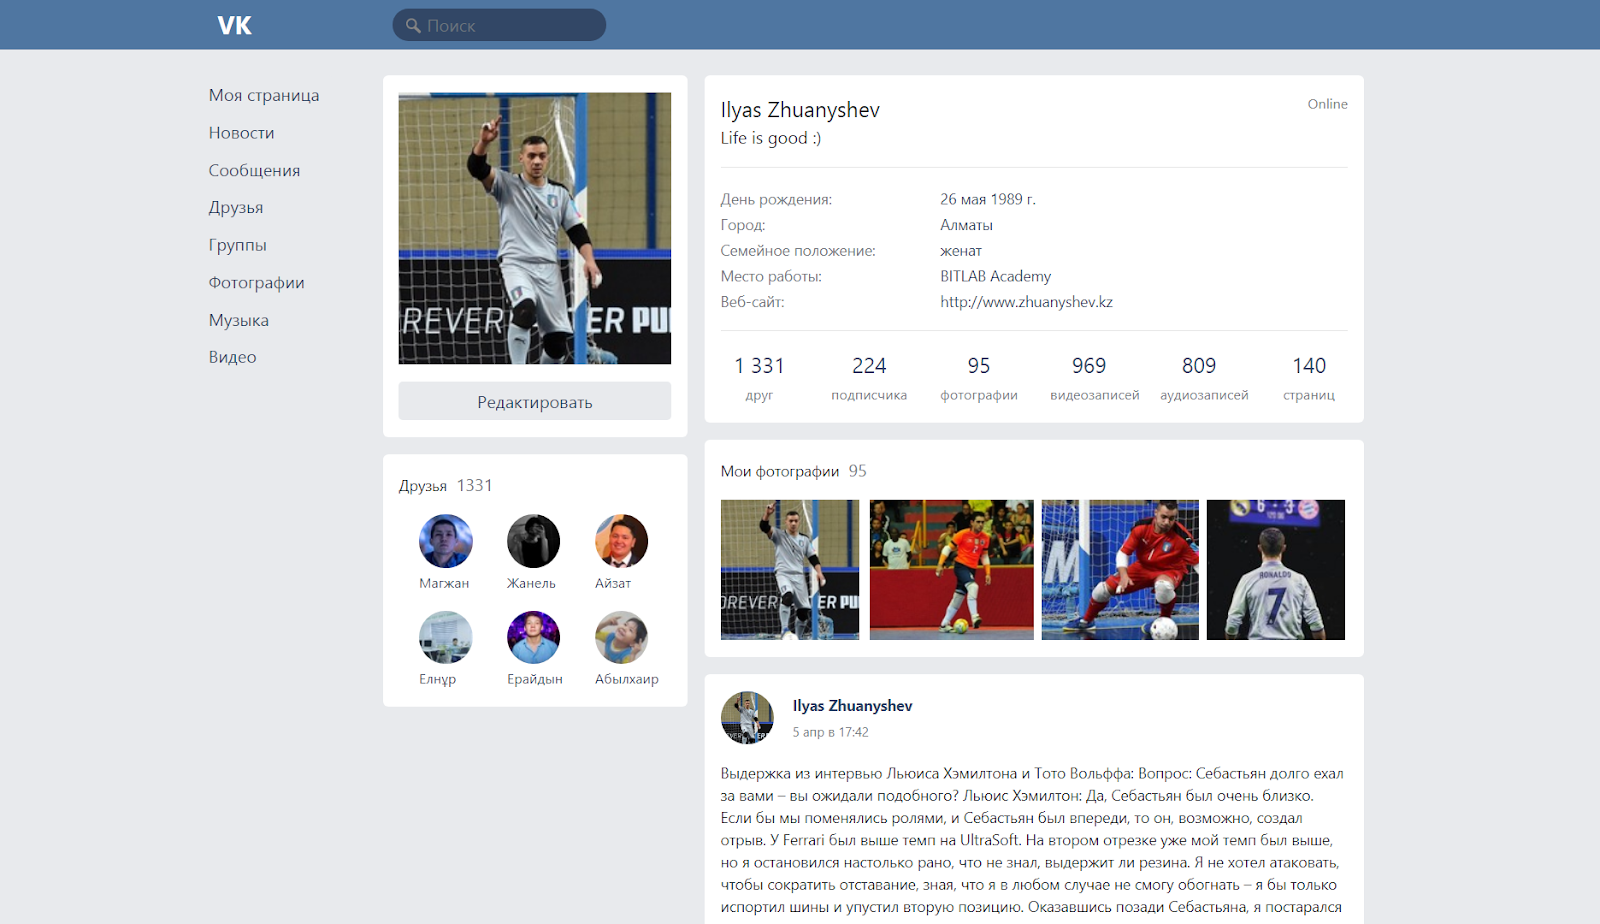 VK
Поиск
Моя страница
Новости
Сообщения
Друзья
Группы
Фотографии
Музыка
Видео
REVER
ER PU
Редактировать
Друзья 1331
Магжан
Жанель
Айзат
Елнұр
Ерайдын
Абылхаир
Ilyas Zhuanyshev
Online
Life is good :)
День рождения: 26 мая 1989 г.
Город: Алматы
Семейное положение: женат
Место работы: BITLAB Academy
Веб-сайт: http://www.zhuanyshev.kz
1 331 224 95 969 809 140
друг подписчика фотографии видеозаписей аудиозаписей страниц
Мои фотографии 95
OREVER ER PU
6 3
RONALDO
7
Ilyas Zhuanyshev
5 апр в 17:42
Выдержка из интервью Льюиса Хэмилтона и Тото Вольффа: Вопрос: Себастьян долго ехал
за вами – вы ожидали подобного? Льюис Хэмилтон: Да, Себастьян был очень близко.
Если бы мы поменялись ролями, и Себастьян был впереди, то он, возможно, создал
отрыв. У Ferrari был выше темп на UltraSoft. На втором отрезке уже мой темп был выше,
но я остановился настолько рано, что не знал, выдержит ли резина. Я не хотел атаковать,
чтобы сократить отставание, зная, что я в любом случае не смогу обогнать – я бы только
испортил шины и упустил вторую позицию. Оказавшись позади Себастьяна, я постарался